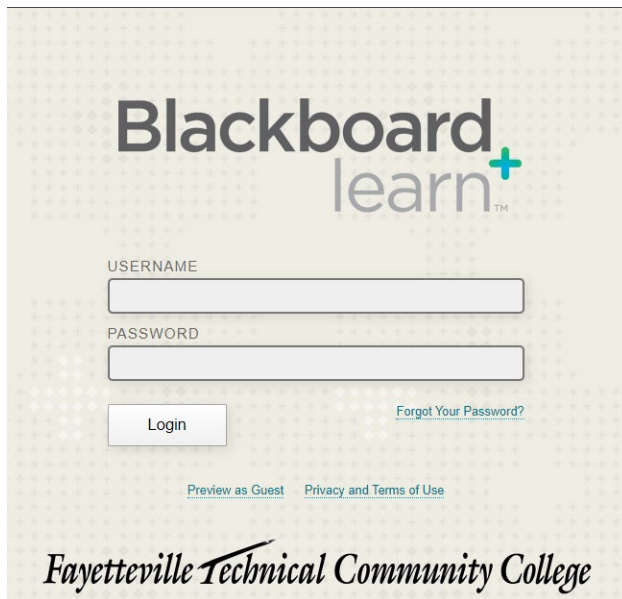 Blackboard
learn+™
USERNAME
PASSWORD
Login
Forgot Your Password?
Preview as Guest Privacy and Terms of Use
Fayetteville Technical Community College